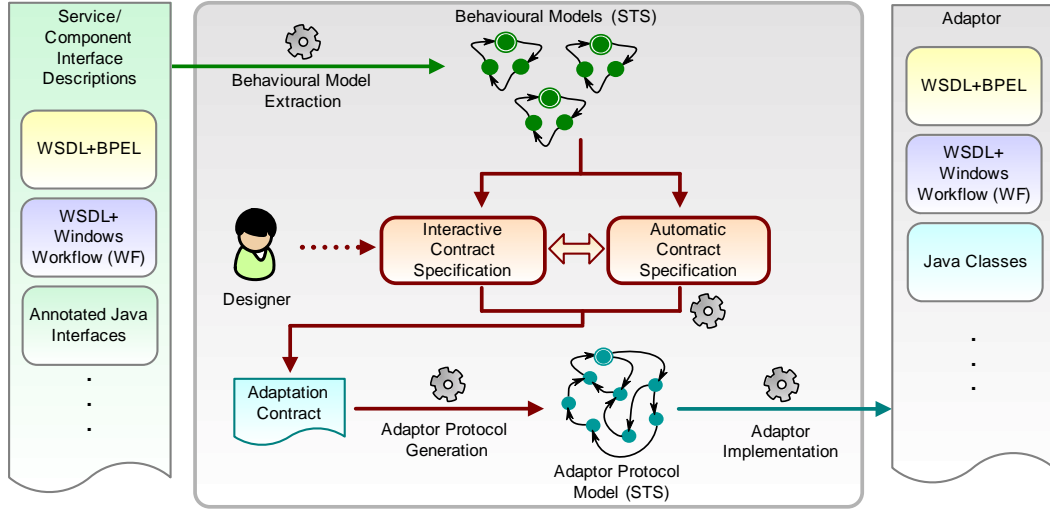 Service/
Component
Interface
Descriptions
WSDL+BPEL
WSDL+
Windows
Workflow (WF)
Annotated Java
Interfaces
Behavioural Models (STS)
Behavioural Model
Extraction
Designer
Interactive
Contract
Specification
Automatic
Contract
Specification
Adaptation
Contract
Adaptor Protocol
Generation
Adaptor Protocol
Model (STS)
Adaptor
Implementation
Adaptor
WSDL+BPEL
WSDL+
Windows
Workflow (WF)
Java Classes